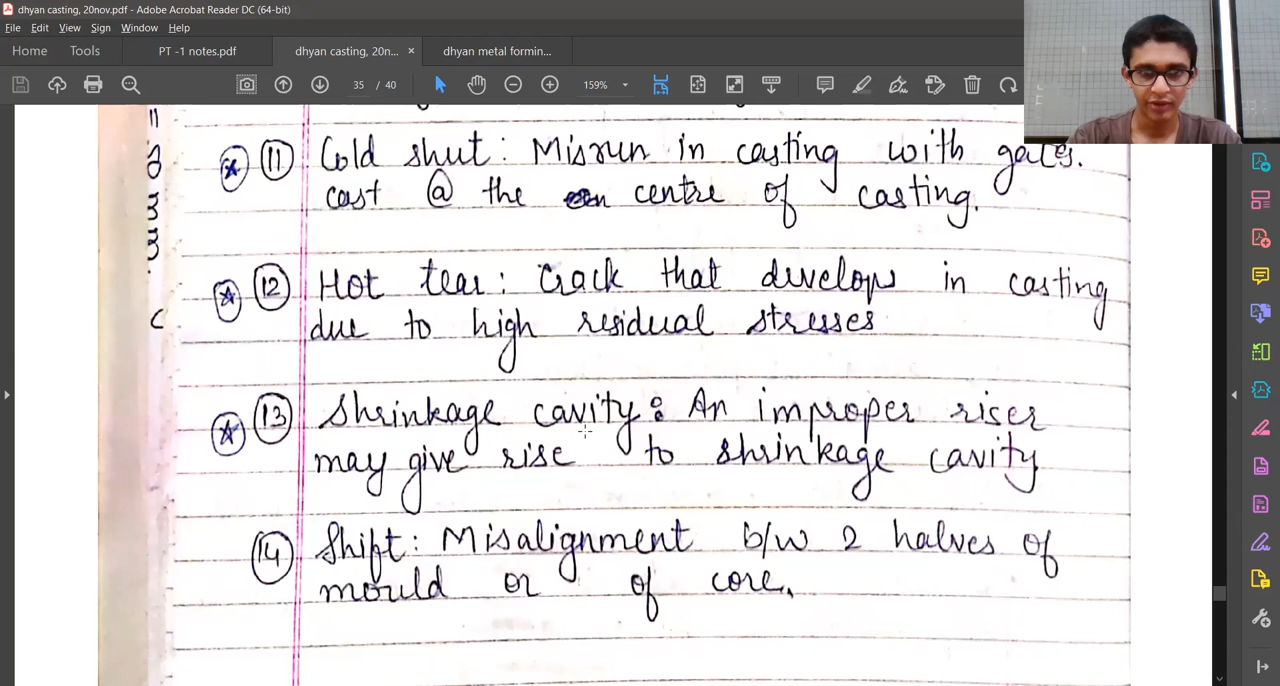 dhyan casting, 20nov.pdf - Adobe Acrobat Reader DC (64-bit)
File Edit View Sign Window Help
Home Tools PT -1 notes.pdf dhyan casting, 20n... × dhyan metal formin...
35 / 40 159%
⑪ Cold shut: Misrun in casting with gates.
cast @ the centre of casting.
⑫ Hot tear: Crack that develops in casting
due to high residual stresses
⑬ Shrinkage cavity: An improper riser
may give rise to shrinkage cavity
⑭ Shift: Misalignment b/w 2 halves of
mould or of core.